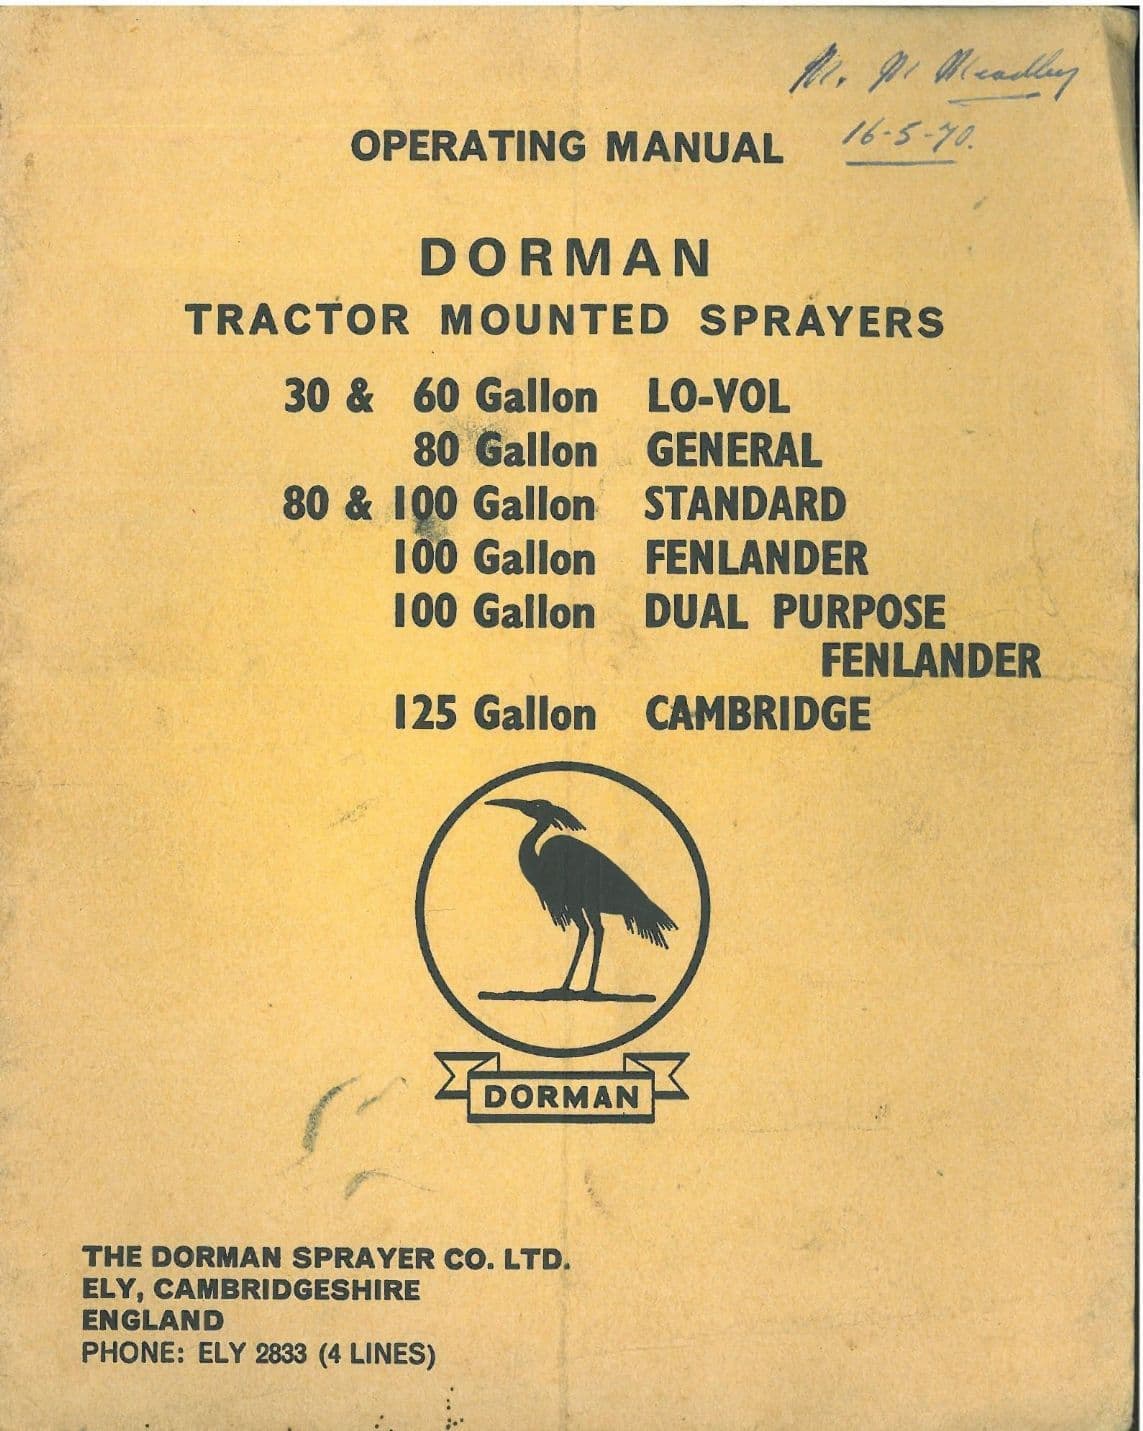 16-5-70.
OPERATING MANUAL
DORMAN
TRACTOR MOUNTED SPRAYERS
30 & 60 Gallon LO-VOL
80 Gallon GENERAL
80 & 100 Gallon STANDARD
100 Gallon FENLANDER
100 Gallon DUAL PURPOSE
FENLANDER
125 Gallon CAMBRIDGE
DORMAN
THE DORMAN SPRAYER CO. LTD.
ELY, CAMBRIDGESHIRE
ENGLAND
PHONE: ELY 2833 (4 LINES)